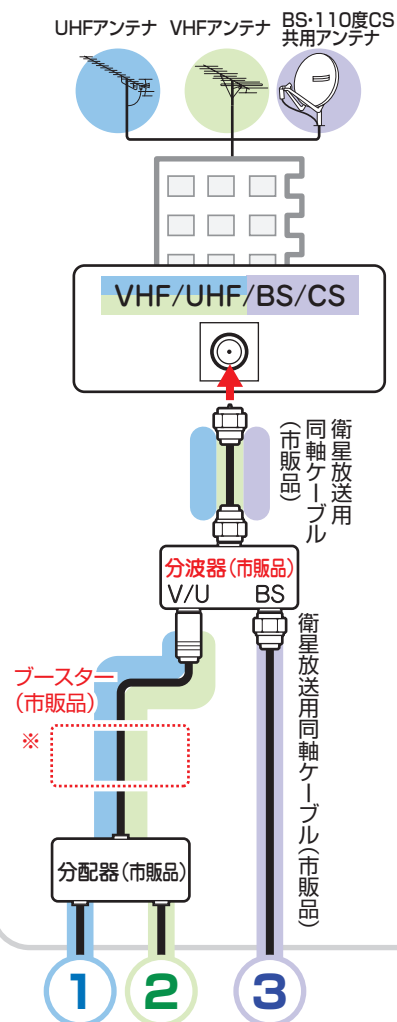 UHFアンテナ
VHFアンテナ
BS・110度CS
共用アンテナ
VHF/UHF/BS/CS
衛星放送用
同軸ケーブル
(市販品)
分波器(市販品)
V/U
BS
ブースター
(市販品)
※
衛星放送用同軸ケーブル(市販品)
分配器(市販品)
1
2
3